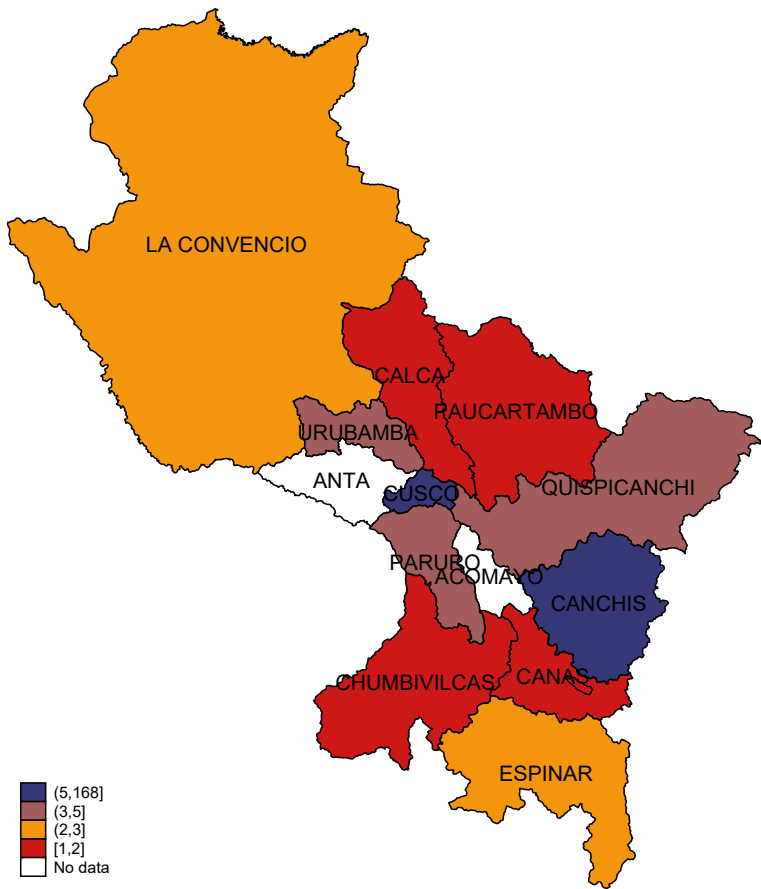 LA CONVENCIO
CALCA
PAUCARTAMBO
URUBAMBA
ANTA
CUSCO
QUISPICANCHI
PARURO
ACOMAYO
CANCHIS
CHUMBIVILCAS
CANAS
ESPINAR
(5,168]
(3,5]
(2,3]
[1,2]
No data